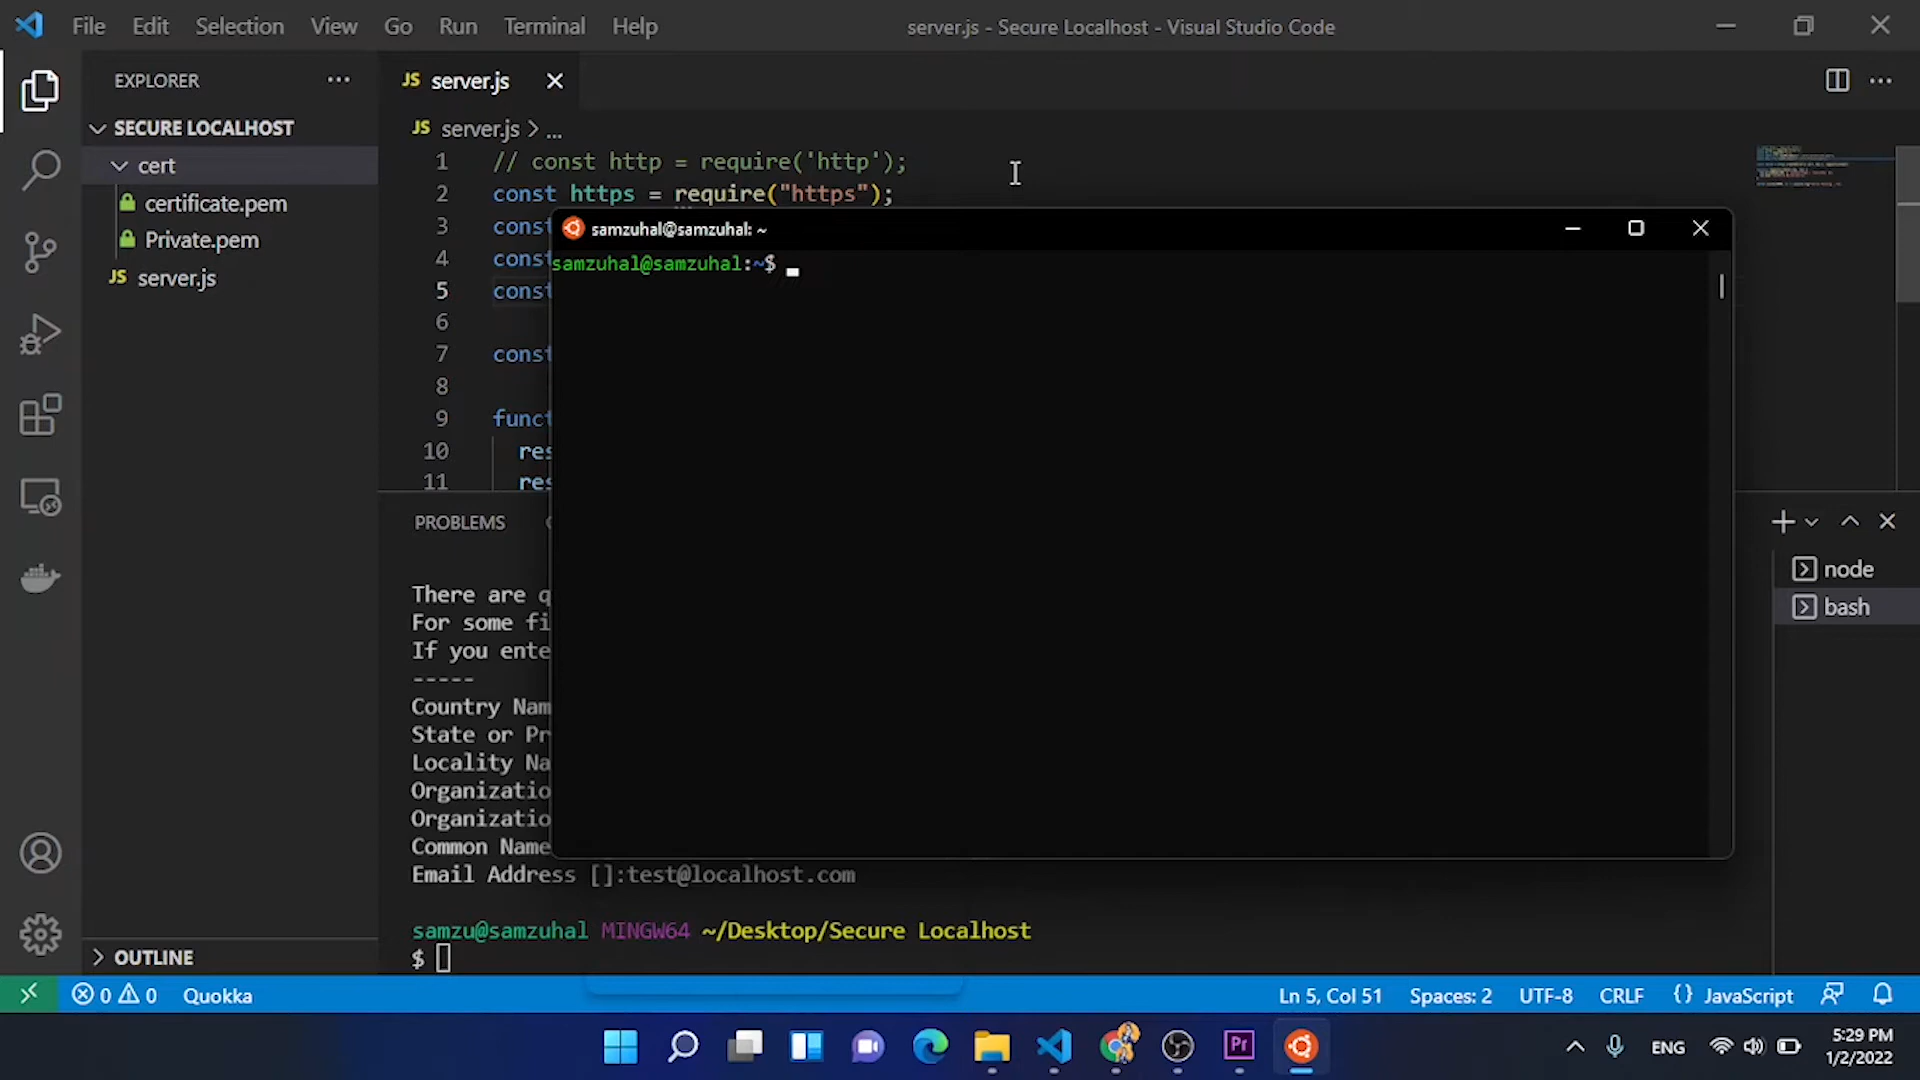 File Edit Selection View Go Run Terminal Help
server.js - Secure Localhost - Visual Studio Code
EXPLORER
SECURE LOCALHOST
cert
certificate.pem
Private.pem
JS server.js
OUTLINE
JS server.js
JS server.js > ...
1 // const http = require('http');
2 const https = require("https");
3 const
4 const
5 const
6
7 const
8
9 funct
10 res
11 res
samzuhal@samzuhal: ~
samzuhal@samzuhal:~$
PROBLEMS
There are q
For some fi
If you ente
-----
Country Nam
State or Pr
Locality Na
Organizatio
Organizatio
Common Name
Email Address []:test@localhost.com
samzu@samzuhal MINGW64 ~/Desktop/Secure Localhost
$
node
bash
0 0 Quokka
Ln 5, Col 51 Spaces: 2 UTF-8 CRLF {} JavaScript
Pr
ENG
5:29 PM
1/2/2022